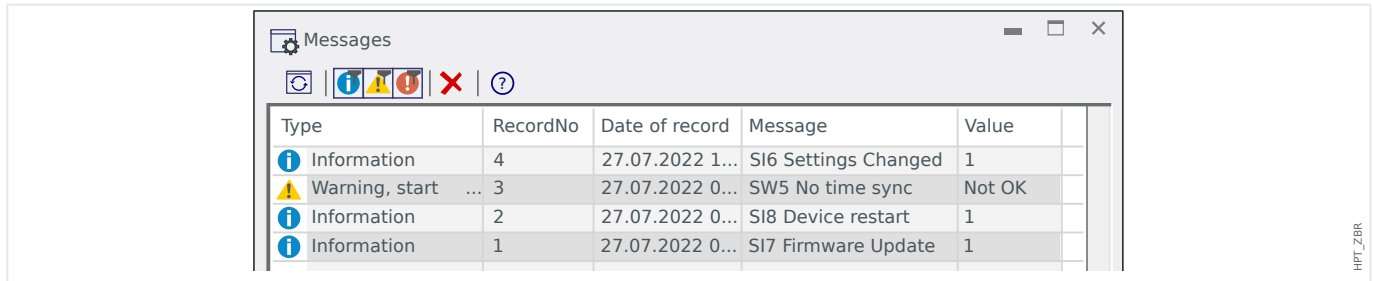 Messages
Type RecordNo Date of record Message Value
Information 4 27.07.2022 1... SI6 Settings Changed 1
Warning, start ... 3 27.07.2022 0... SW5 No time sync Not OK
Information 2 27.07.2022 0... SI8 Device restart 1
Information 1 27.07.2022 0... SI7 Firmware Update 1
HPT_ZBR